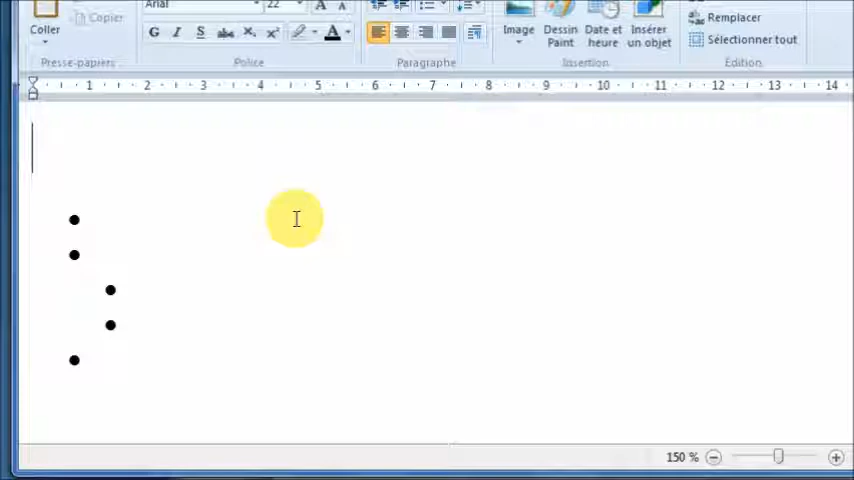 Arial 22 A A
Coller Copier G I S abc X₂ X² A Image Dessin Paint Date et heure Insérer un objet Remplacer Sélectionner tout
Presse-papiers Police Paragraphe Insertion Édition
1 2 3 4 5 6 7 8 9 10 11 12 13 14
•
•
•
•
•
150 %